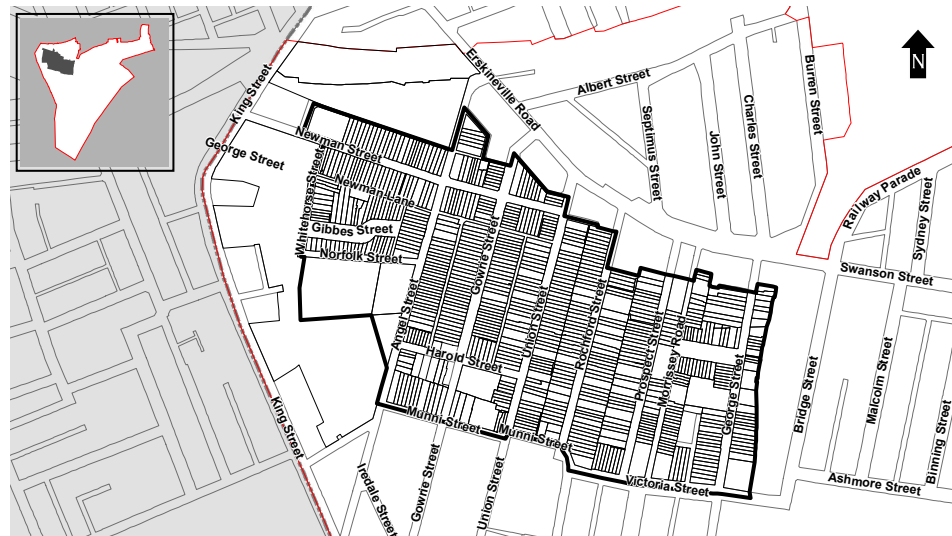 King Street
Erskineville Road
Albert Street
Burren Street
N
Charles Street
Septimus Street
John Street
Newman Street
George Street
Railway Parade
Whitehorse Street
Newman Lane
Sydney Street
Gibbes Street
Gowrie Street
Norfolk Street
Swanson Street
Angel Street
Union Street
Rochford Street
Prospect Street
Morrissey Road
Harold Street
George Street
Bridge Street
Malcolm Street
Binning Street
King Street
Munni Street
Munni Street
Iredale Street
Gowrie Street
Union Street
Victoria Street
Ashmore Street